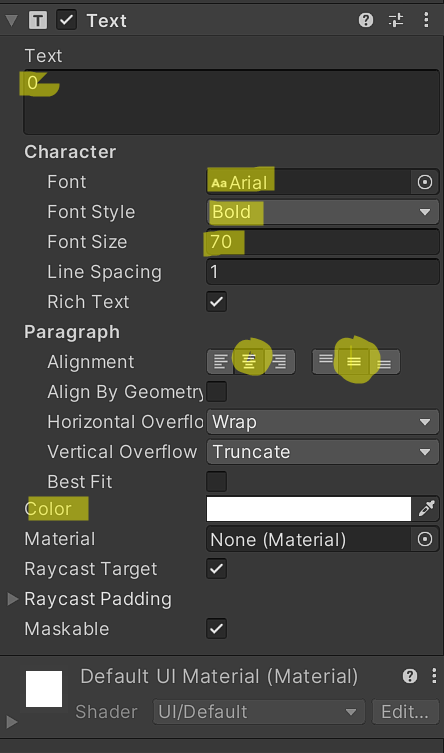 Text
Text
0
Character
Font Aa Arial
Font Style Bold
Font Size 70
Line Spacing 1
Rich Text
Paragraph
Alignment
Align By Geometry
Horizontal Overflo Wrap
Vertical Overflow Truncate
Best Fit
Color
Material None (Material)
Raycast Target
Raycast Padding
Maskable
Default UI Material (Material)
Shader UI/Default Edit...